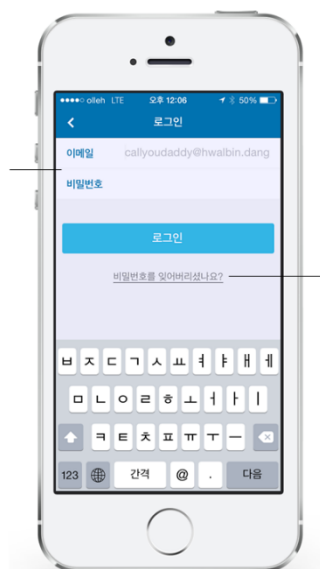 olleh LTE 오후 12:06 50%
로그인
이메일 callyoudaddy@hwalbin.dang
비밀번호
로그인
비밀번호를 잊어버리셨나요?
ㅂ ㅈ ㄷ ㄱ ㅅ ㅛ ㅕ ㅑ ㅐ ㅔ
ㅁ ㄴ ㅇ ㄹ ㅎ ㅗ ㅓ ㅏ ㅣ
ㅋ ㅌ ㅊ ㅍ ㅠ ㅜ ㅡ
123 간격 @ . 다음